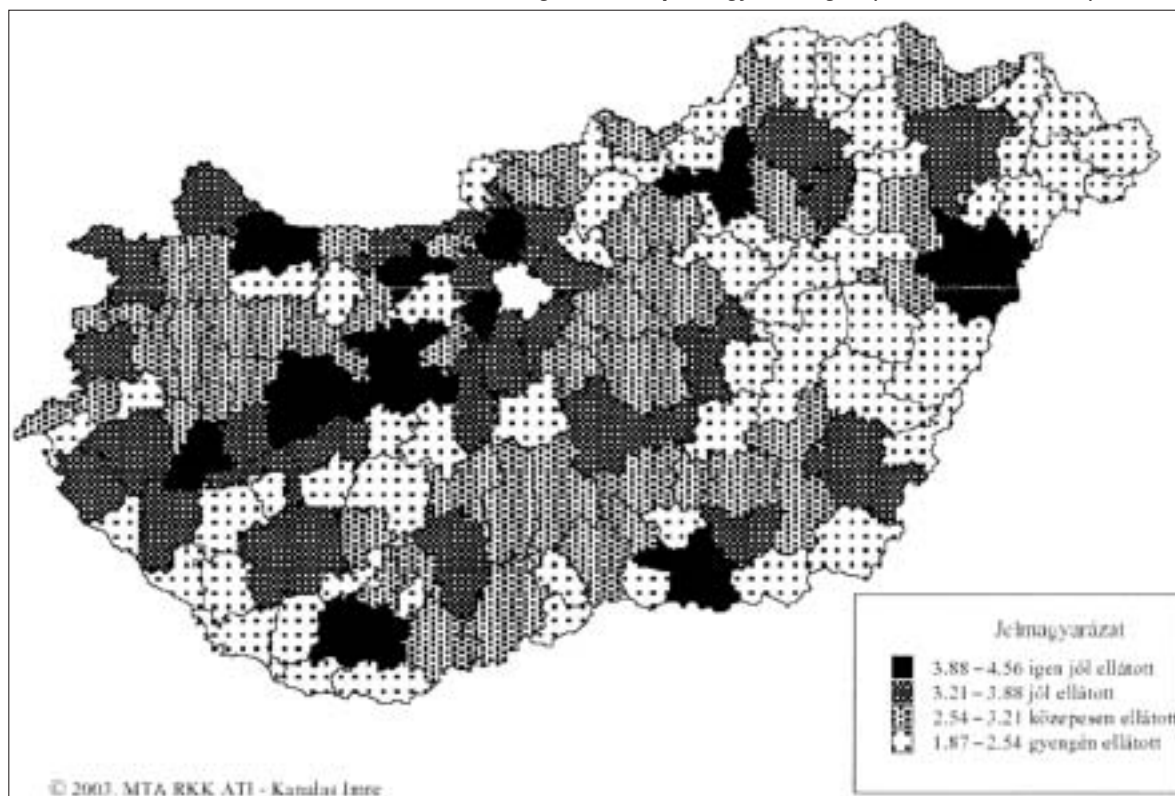 Jelmagyarázat
3.88 – 4.56 igen jól ellátott
3.21 – 3.88 jól ellátott
2.54 – 3.21 közepesen ellátott
1.87 – 2.54 gyengén ellátott
© 2003. MTA RKK ATI - Kanalas Imre